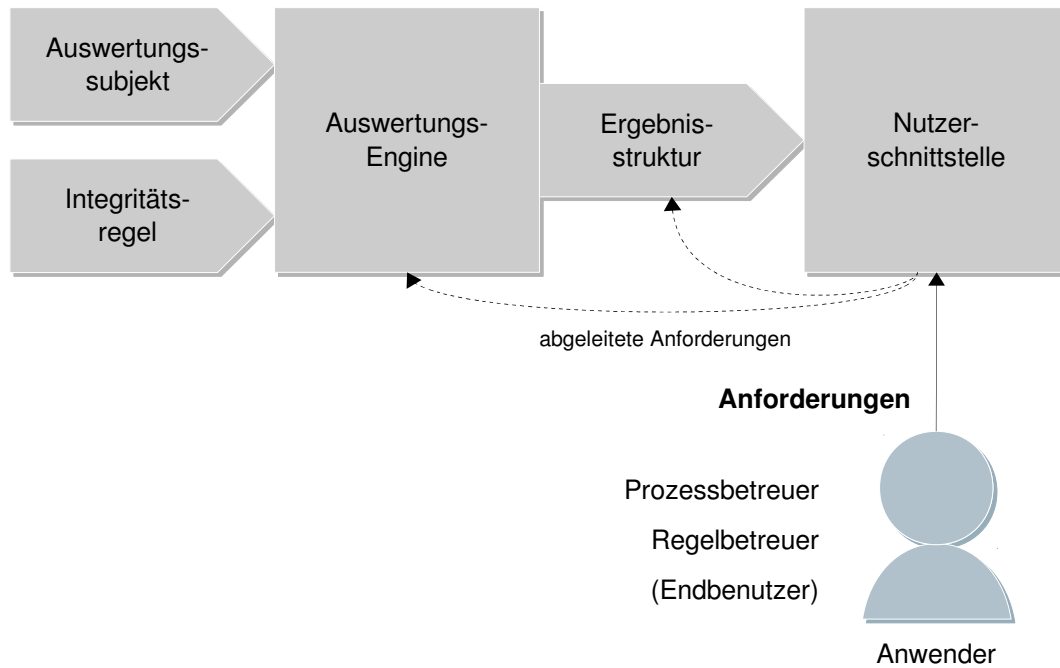 Auswertungs-
subjekt
Integritäts-
regel
Auswertungs-
Engine
Ergebnis-
struktur
Nutzer-
schnittstelle
abgeleitete Anforderungen
Anforderungen
Prozessbetreuer
Regelbetreuer
(Endbenutzer)
Anwender